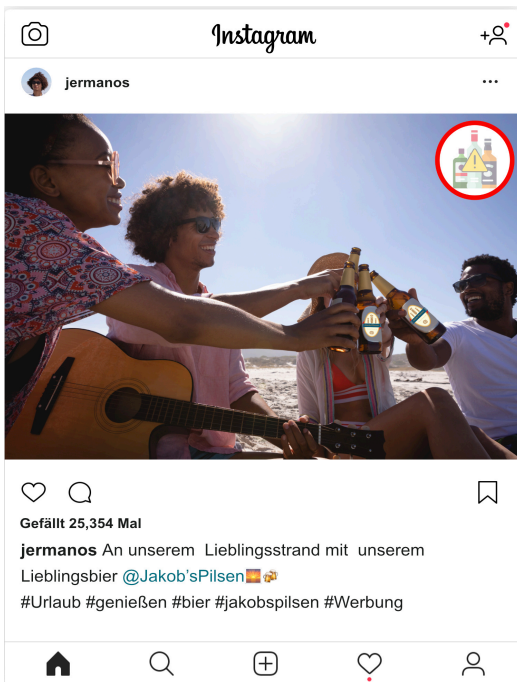 Instagram
jermanos
Gefällt 25,354 Mal
jermanos An unserem Lieblingsstrand mit unserem
Lieblingsbier @Jakob'sPilsen🌅🍻
#Urlaub #genießen #bier #jakobspilsen #Werbung